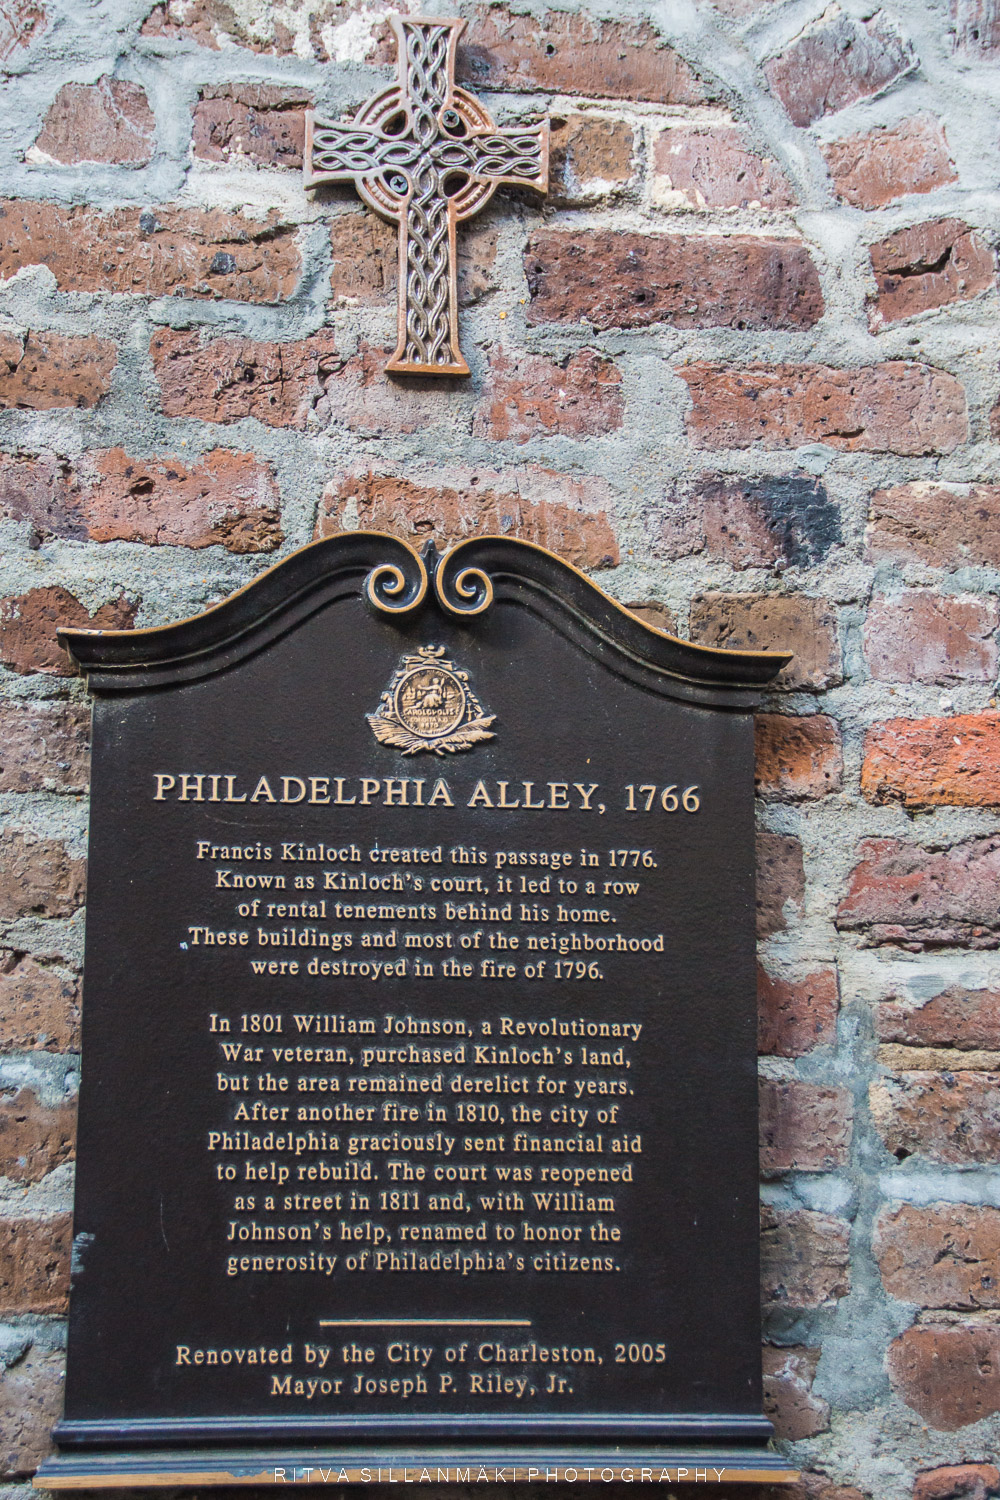 CAROLOPOLIS
CONDITA A.D.
1670
PHILADELPHIA ALLEY, 1766
Francis Kinloch created this passage in 1776.
Known as Kinloch's court, it led to a row
of rental tenements behind his home.
These buildings and most of the neighborhood
were destroyed in the fire of 1796.
In 1801 William Johnson, a Revolutionary
War veteran, purchased Kinloch's land,
but the area remained derelict for years.
After another fire in 1810, the city of
Philadelphia graciously sent financial aid
to help rebuild. The court was reopened
as a street in 1811 and, with William
Johnson's help, renamed to honor the
generosity of Philadelphia's citizens.
Renovated by the City of Charleston, 2005
Mayor Joseph P. Riley, Jr.
RITVA SILLANMÄKI PHOTOGRAPHY